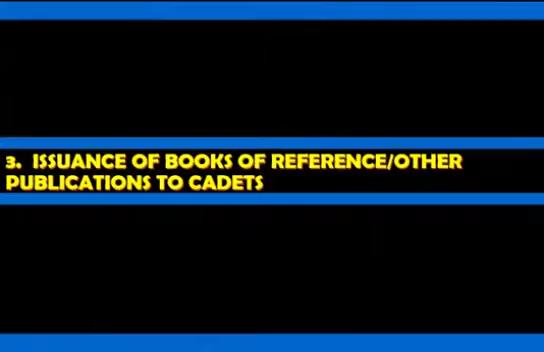 3. ISSUANCE OF BOOKS OF REFERENCE/OTHER
PUBLICATIONS TO CADETS